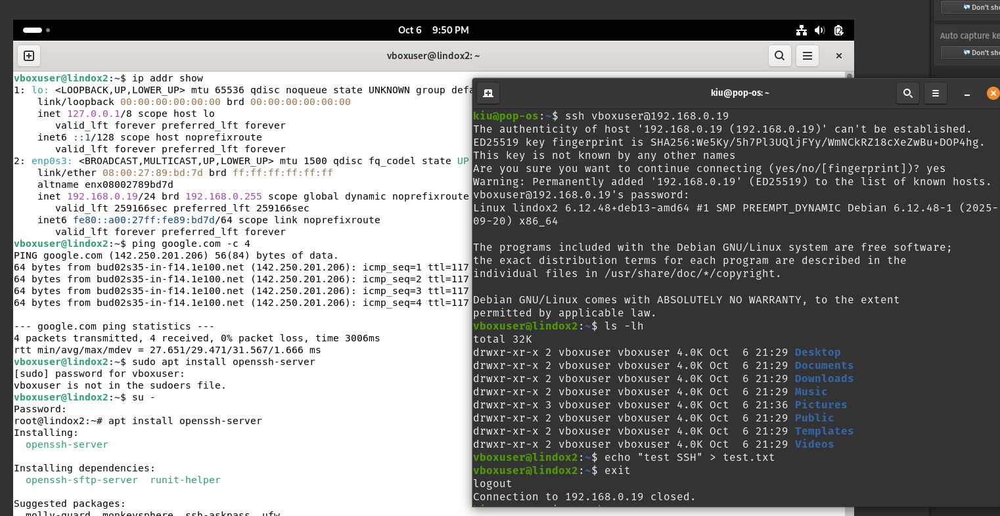 Oct 6 9:50 PM
vboxuser@lindox2: ~
vboxuser@lindox2:~$ ip addr show
1: lo: <LOOPBACK,UP,LOWER_UP> mtu 65536 qdisc noqueue state UNKNOWN group defa
link/loopback 00:00:00:00:00:00 brd 00:00:00:00:00:00
inet 127.0.0.1/8 scope host lo
valid_lft forever preferred_lft forever
inet6 ::1/128 scope host noprefixroute
valid_lft forever preferred_lft forever
2: enp0s3: <BROADCAST,MULTICAST,UP,LOWER_UP> mtu 1500 qdisc fq_codel state UP
link/ether 08:00:27:89:bd:7d brd ff:ff:ff:ff:ff:ff
altname enx08002789bd7d
inet 192.168.0.19/24 brd 192.168.0.255 scope global dynamic noprefixroute
valid_lft 259166sec preferred_lft 259166sec
inet6 fe80::a00:27ff:fe89:bd7d/64 scope link noprefixroute
valid_lft forever preferred_lft forever
vboxuser@lindox2:~$ ping google.com -c 4
PING google.com (142.250.201.206) 56(84) bytes of data.
64 bytes from bud02s35-in-f14.1e100.net (142.250.201.206): icmp_seq=1 ttl=117
64 bytes from bud02s35-in-f14.1e100.net (142.250.201.206): icmp_seq=2 ttl=117
64 bytes from bud02s35-in-f14.1e100.net (142.250.201.206): icmp_seq=3 ttl=117
64 bytes from bud02s35-in-f14.1e100.net (142.250.201.206): icmp_seq=4 ttl=117
--- google.com ping statistics ---
4 packets transmitted, 4 received, 0% packet loss, time 3006ms
rtt min/avg/max/mdev = 27.651/29.471/31.567/1.666 ms
vboxuser@lindox2:~$ sudo apt install openssh-server
[sudo] password for vboxuser:
vboxuser is not in the sudoers file.
vboxuser@lindox2:~$ su -
Password:
root@lindox2:~# apt install openssh-server
Installing:
openssh-server
Installing dependencies:
openssh-sftp-server runit-helper
Suggested packages:
molly-guard monkeysphere ssh-askpass ufw
kiu@pop-os: ~
kiu@pop-os:~$ ssh vboxuser@192.168.0.19
The authenticity of host '192.168.0.19 (192.168.0.19)' can't be established.
ED25519 key fingerprint is SHA256:We5Ky/5h7Pl3UQljFYy/WmNCkRZ18cXeZwBu+DOP4hg.
This key is not known by any other names
Are you sure you want to continue connecting (yes/no/[fingerprint])? yes
Warning: Permanently added '192.168.0.19' (ED25519) to the list of known hosts.
vboxuser@192.168.0.19's password:
Linux lindox2 6.12.48+deb13-amd64 #1 SMP PREEMPT_DYNAMIC Debian 6.12.48-1 (2025-
09-20) x86_64
The programs included with the Debian GNU/Linux system are free software;
the exact distribution terms for each program are described in the
individual files in /usr/share/doc/*/copyright.
Debian GNU/Linux comes with ABSOLUTELY NO WARRANTY, to the extent
permitted by applicable law.
vboxuser@lindox2:~$ ls -lh
total 32K
drwxr-xr-x 2 vboxuser vboxuser 4.0K Oct  6 21:29 Desktop
drwxr-xr-x 2 vboxuser vboxuser 4.0K Oct  6 21:29 Documents
drwxr-xr-x 2 vboxuser vboxuser 4.0K Oct  6 21:29 Downloads
drwxr-xr-x 2 vboxuser vboxuser 4.0K Oct  6 21:29 Music
drwxr-xr-x 3 vboxuser vboxuser 4.0K Oct  6 21:36 Pictures
drwxr-xr-x 2 vboxuser vboxuser 4.0K Oct  6 21:29 Public
drwxr-xr-x 2 vboxuser vboxuser 4.0K Oct  6 21:29 Templates
drwxr-xr-x 2 vboxuser vboxuser 4.0K Oct  6 21:29 Videos
vboxuser@lindox2:~$ echo "test SSH" > test.txt
vboxuser@lindox2:~$ exit
logout
Connection to 192.168.0.19 closed.
Don't sho
Auto capture ke
Don't sho